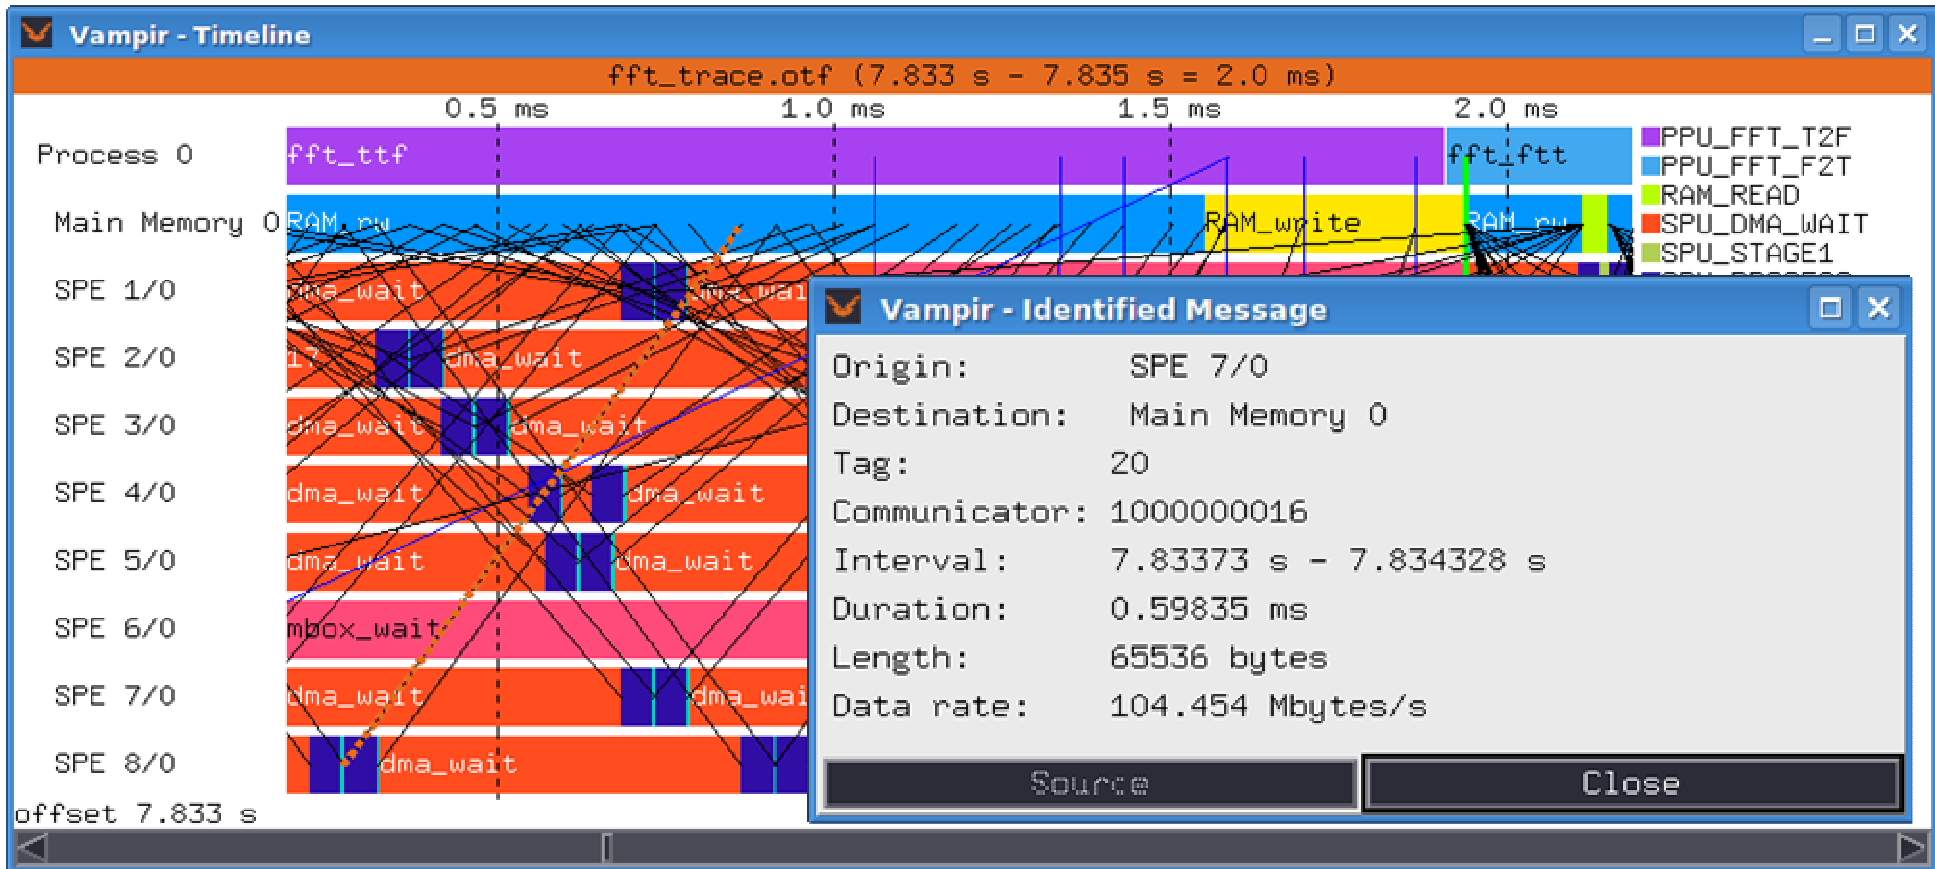 Vampir - Timeline
fft_trace.otf (7.833 s - 7.835 s = 2.0 ms)
0.5 ms 1.0 ms 1.5 ms 2.0 ms
Process 0 fft_ttf fft_ftt
PPU_FFT_T2F
PPU_FFT_F2T
RAM_READ
SPU_DMA_WAIT
SPU_STAGE1
Main Memory 0 RAM_rw RAM_write RAM_rw
SPE 1/0 dma_wait dma_wai
SPE 2/0 17 dma_wait
SPE 3/0 dma_wait dma_wait
SPE 4/0 dma_wait dma_wait
SPE 5/0 dma_wait dma_wait
SPE 6/0 mbox_wait
SPE 7/0 dma_wait dma_wai
SPE 8/0 dma_wait
offset 7.833 s
Vampir - Identified Message
Origin: SPE 7/0
Destination: Main Memory 0
Tag: 20
Communicator: 1000000016
Interval: 7.83373 s - 7.834328 s
Duration: 0.59835 ms
Length: 65536 bytes
Data rate: 104.454 Mbytes/s
Source Close